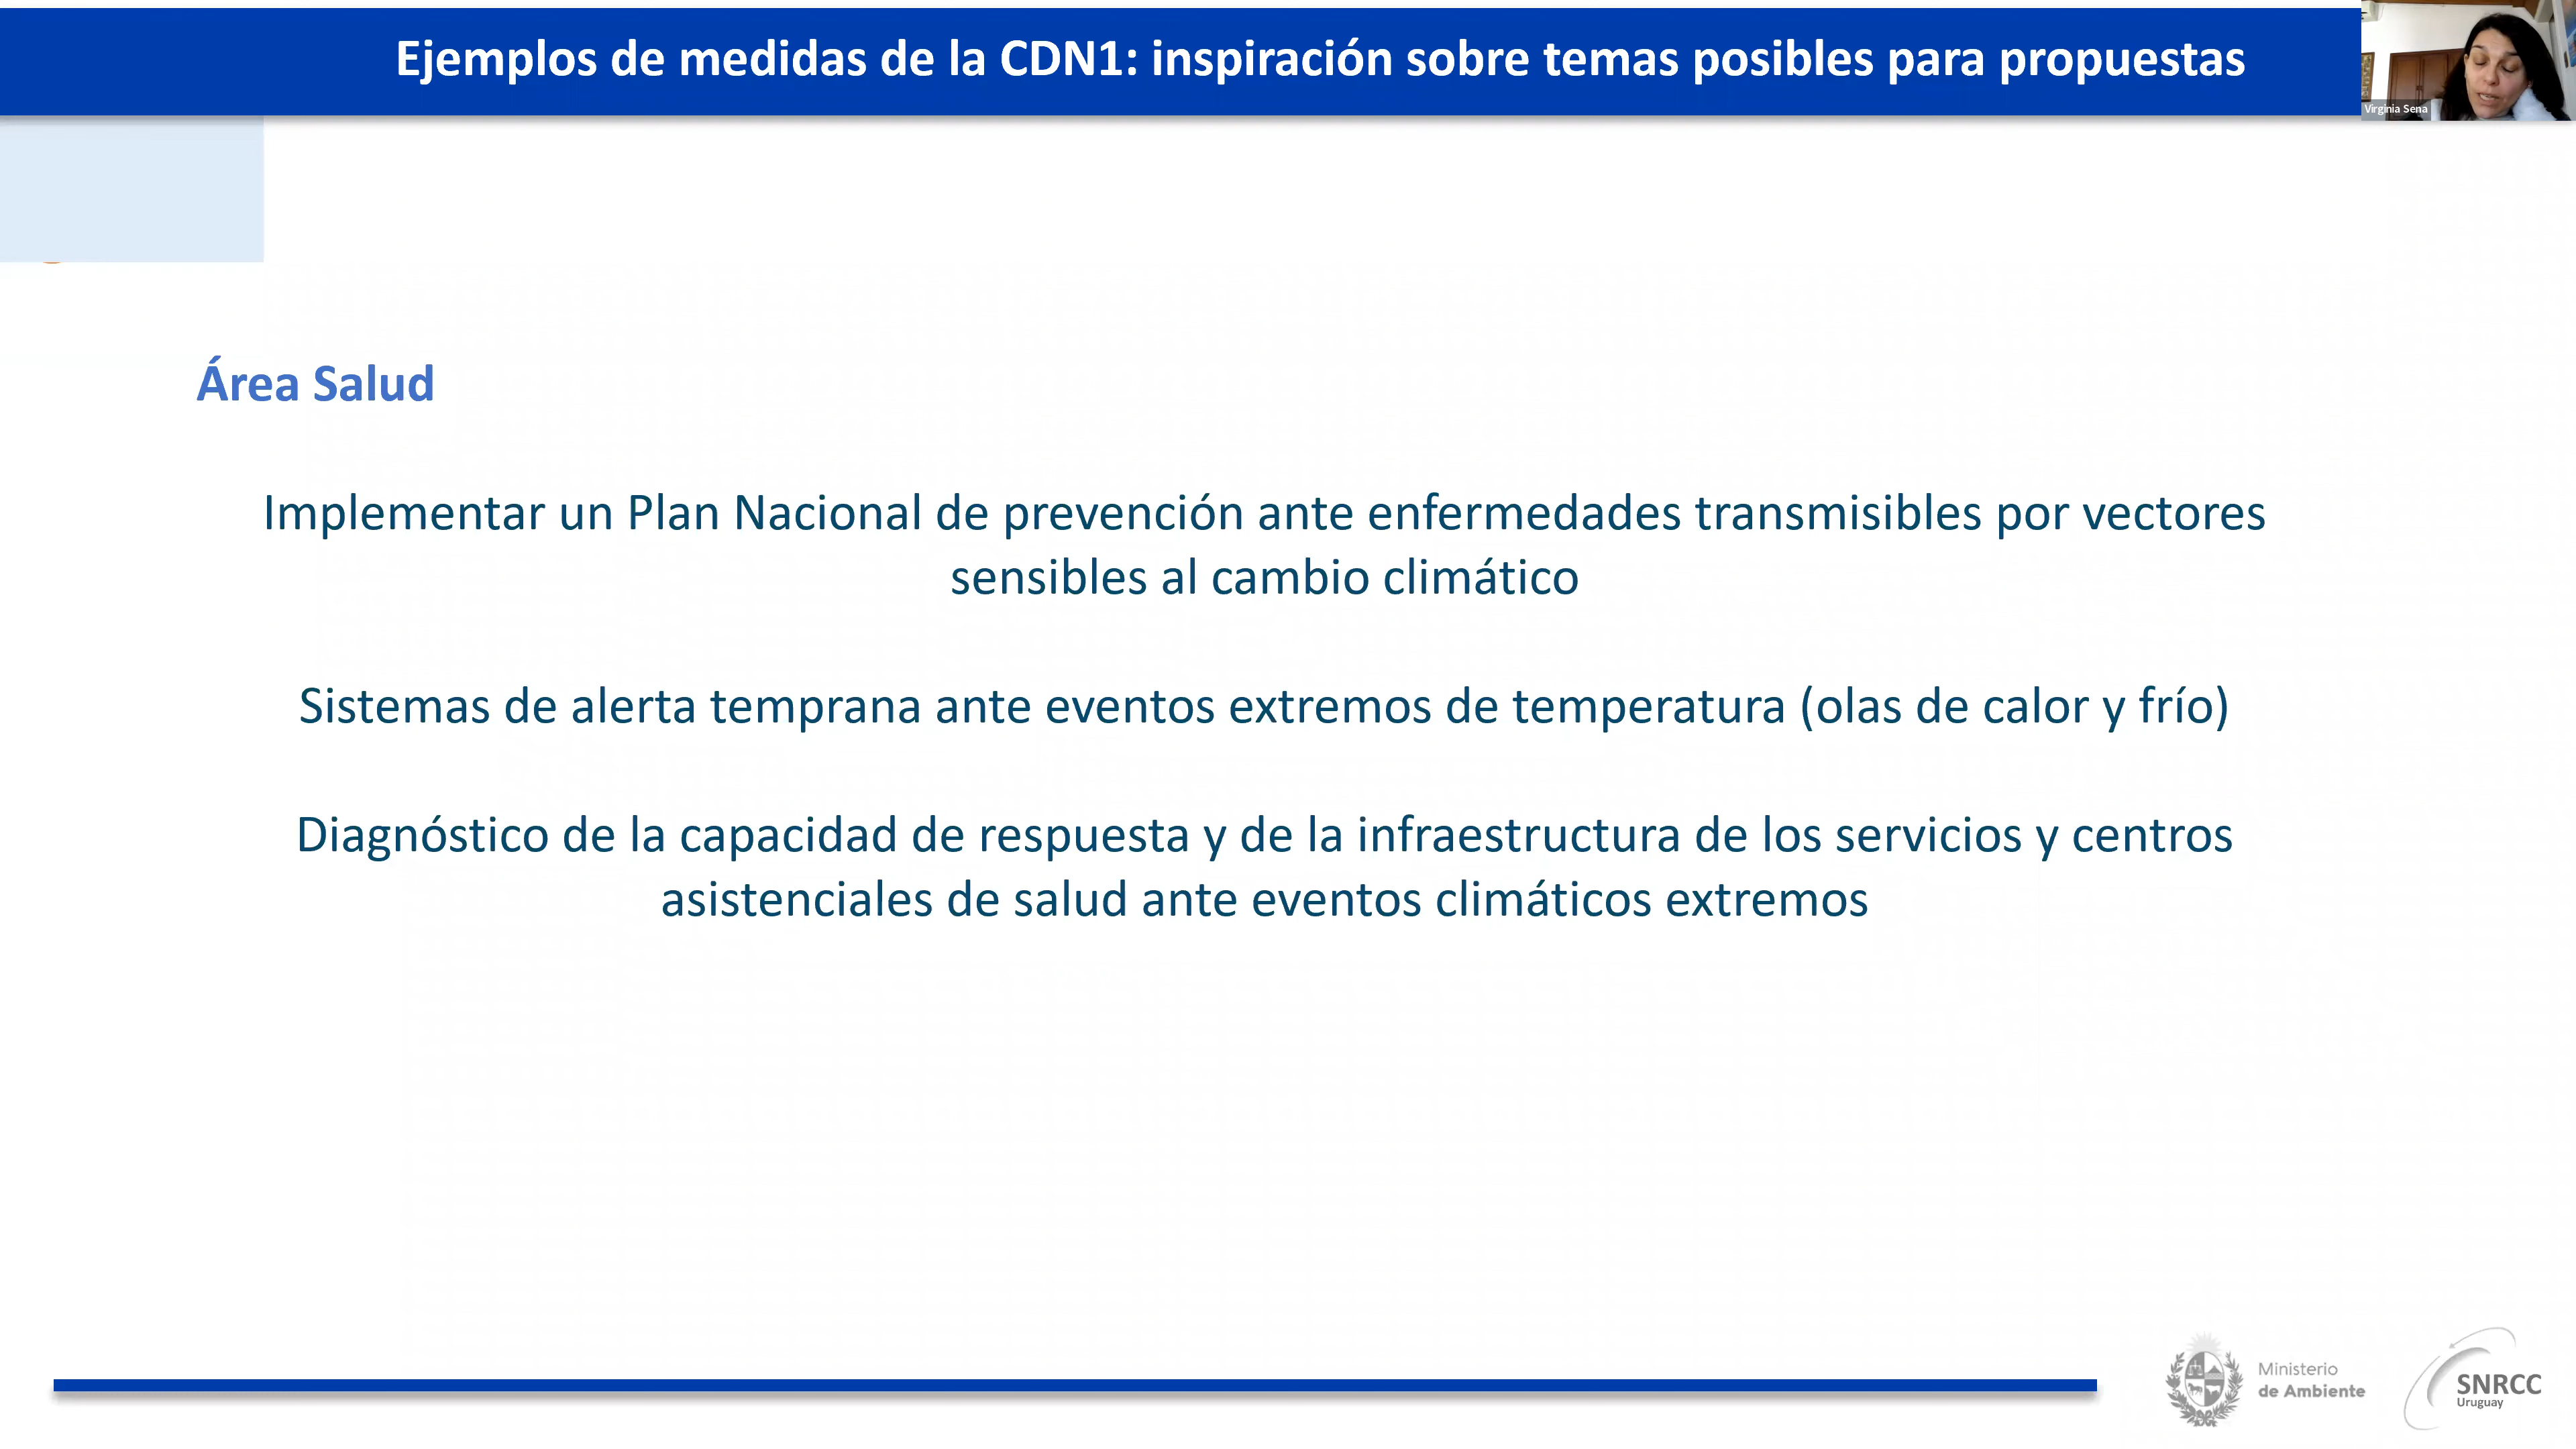 Ejemplos de medidas de la CDN1: inspiración sobre temas posibles para propuestas
Virginia Sena
Área Salud
Implementar un Plan Nacional de prevención ante enfermedades transmisibles por vectores
sensibles al cambio climático
Sistemas de alerta temprana ante eventos extremos de temperatura (olas de calor y frío)
Diagnóstico de la capacidad de respuesta y de la infraestructura de los servicios y centros
asistenciales de salud ante eventos climáticos extremos
Ministerio
de Ambiente
SNRCC
Uruguay